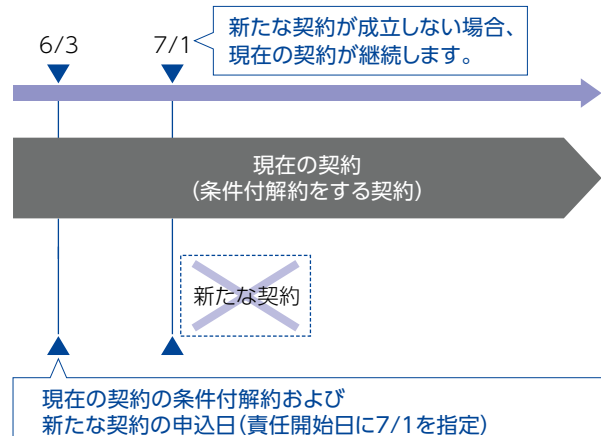 6/3
7/1
新たな契約が成立しない場合、
現在の契約が継続します。
現在の契約
(条件付解約をする契約)
新たな契約
現在の契約の条件付解約および
新たな契約の申込日(責任開始日に7/1を指定)